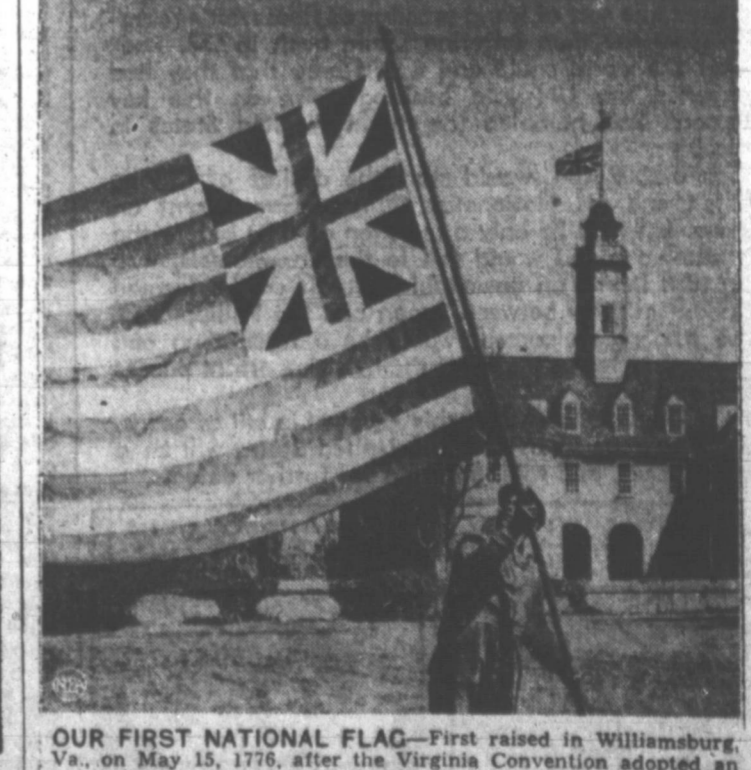 OUR FIRST NATIONAL FLAG—First raised in Williamsburg,
Va., on May 15, 1776, after the Virginia Convention adopted an